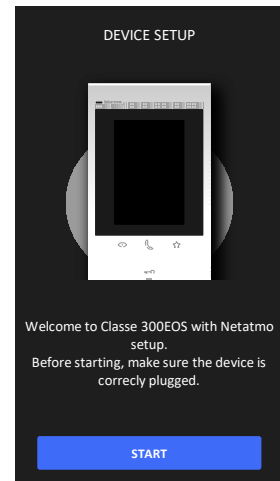 DEVICE SETUP
Welcome to Classe 300EOS with Netatmo
setup.
Before starting, make sure the device is
correcly plugged.
START